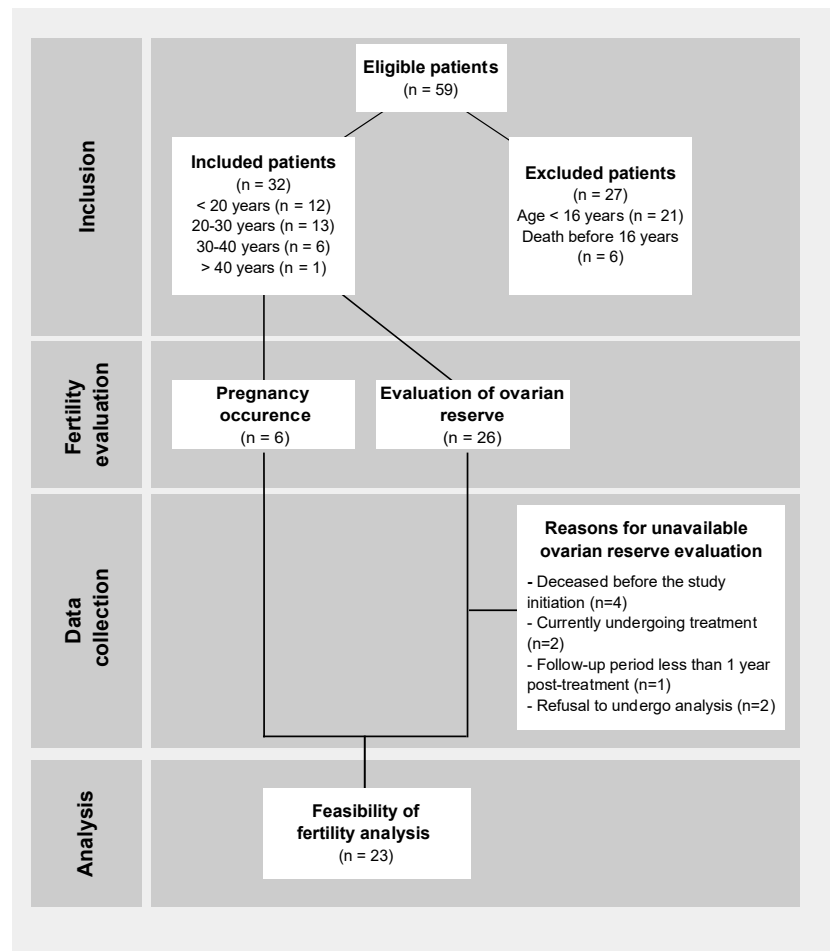 Inclusion
Eligible patients
(n = 59)
Included patients
(n = 32)
< 20 years (n = 12)
20-30 years (n = 13)
30-40 years (n = 6)
> 40 years (n = 1)
Excluded patients
(n = 27)
Age < 16 years (n = 21)
Death before 16 years
(n = 6)
Fertility
evaluation
Pregnancy
occurence
(n = 6)
Evaluation of ovarian
reserve
(n = 26)
Data
collection
Reasons for unavailable
ovarian reserve evaluation
- Deceased before the study
initiation (n=4)
- Currently undergoing treatment
(n=2)
- Follow-up period less than 1 year
post-treatment (n=1)
- Refusal to undergo analysis (n=2)
Analysis
Feasibility of
fertility analysis
(n = 23)